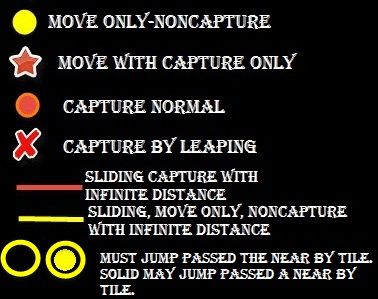 MOVE ONLY-NONCAPTURE
MOVE WITH CAPTURE ONLY
CAPTURE NORMAL
CAPTURE BY LEAPING
SLIDING CAPTURE WITH
INFINITE DISTANCE
SLIDING, MOVE ONLY, NONCAPTURE
WITH INFINITE DISTANCE
MUST JUMP PASSED THE NEAR BY TILE.
SOLID MAY JUMP PASSED A NEAR BY
TILE.